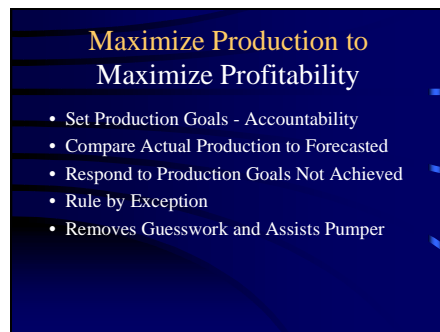 Maximize Production to
Maximize Profitability
• Set Production Goals - Accountability
• Compare Actual Production to Forecasted
• Respond to Production Goals Not Achieved
• Rule by Exception
• Removes Guesswork and Assists Pumper